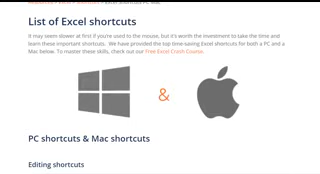 List of Excel shortcuts
It may seem slower at first if you're used to the mouse, but it's worth the investment to take the time and
learn these important shortcuts. We have provided the top time-saving Excel shortcuts for both a PC and a
Mac below. To master these skills, check out our Free Excel Crash Course.
&
PC shortcuts & Mac shortcuts
Editing shortcuts